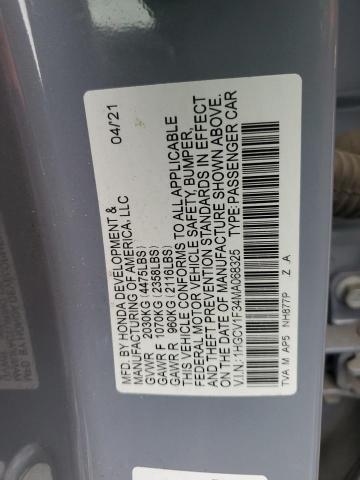 MFD. BY HONDA DEVELOPMENT & 04/21
MANUFACTURING OF AMERICA, LLC
GVWR 2030KG (4475LBS)
GAWR F 1070KG (2358LBS)
GAWR R 960KG (2116LBS)
THIS VEHICLE CONFORMS TO ALL APPLICABLE
FEDERAL MOTOR VEHICLE SAFETY, BUMPER,
AND THEFT PREVENTION STANDARDS IN EFFECT
ON THE DATE OF MANUFACTURE SHOWN ABOVE.
V.I.N.: 1HGCV1F34MA068325 TYPE: PASSENGER CAR
TVA M AP5 NH877P Z A